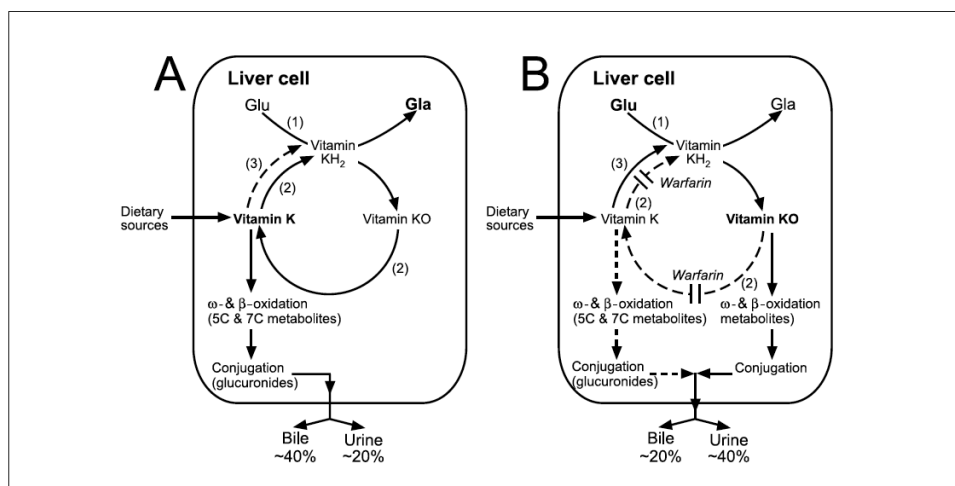 A
Liver cell
Glu
Gla
(1)
Vitamin
KH₂
(3)
(2)
Dietary
sources
Vitamin K
Vitamin KO
(2)
ω-& β-oxidation
(5C & 7C metabolites)
Conjugation
(glucuronides)
Bile
~40%
Urine
~20%
B
Liver cell
Glu
Gla
(1)
Vitamin
KH₂
(3)
(2)
Warfarin
Dietary
sources
Vitamin K
Vitamin KO
Warfarin
(2)
ω-& β-oxidation
(5C & 7C metabolites)
ω-& β-oxidation
metabolites)
Conjugation
(glucuronides)
Conjugation
Bile
~20%
Urine
~40%